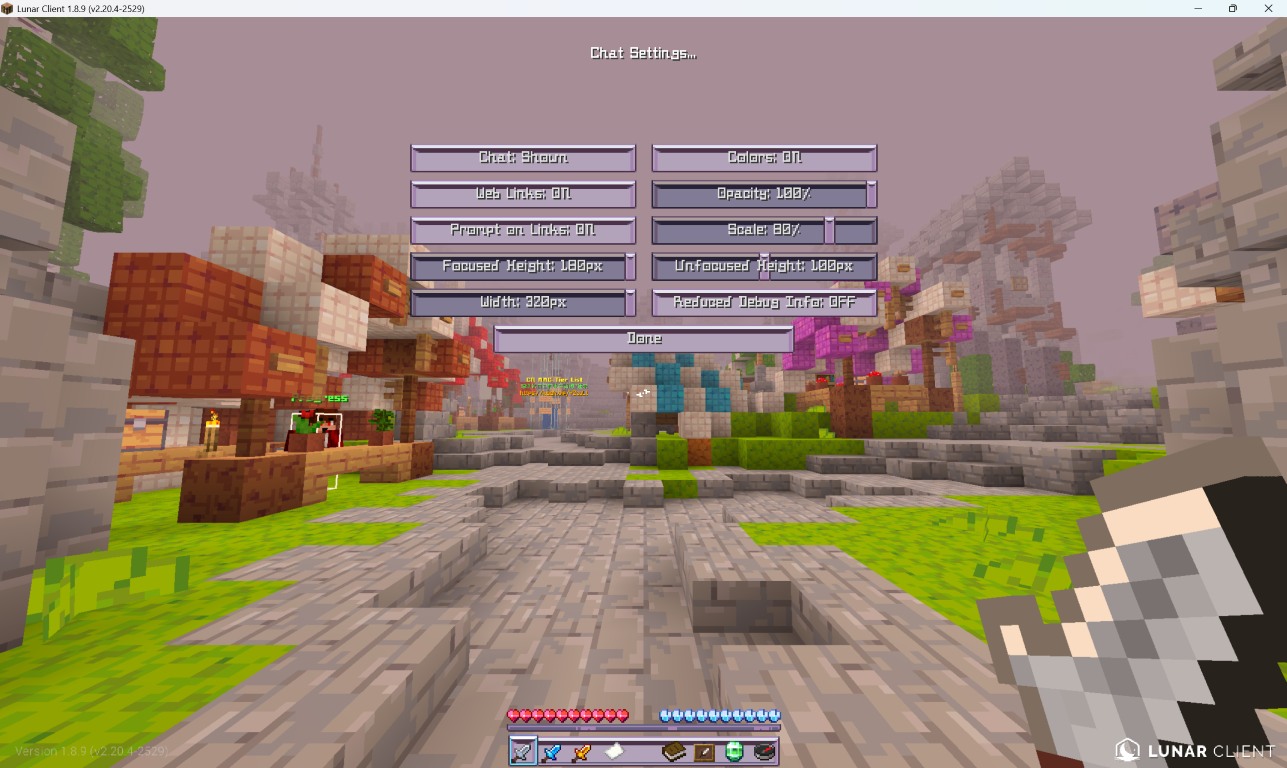 Lunar Client 1.8.9 (v2.20.4-2529)
Chat Settings...
Chat: Shown
Colors: ON
Web Links: ON
Opacity: 100%
Prompt on Links: ON
Scale: 80%
Focused Height: 180px
Unfocused Height: 100px
Width: 320px
Reduced Debug Info: OFF
Done
Version 1.8.9 (v2.20.4-2529)
LUNAR CLIENT